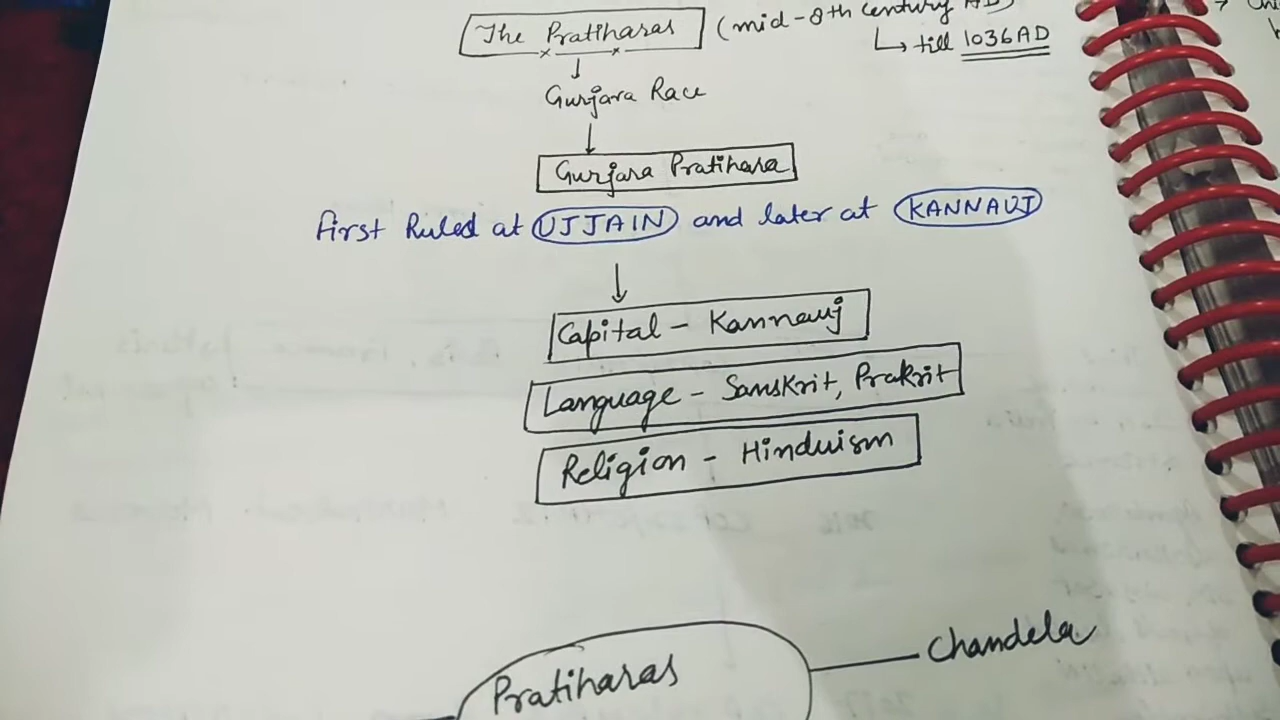 The Pratiharas (mid-8th century AD)
↳ till 1036AD
↓
Gurjara Race
↓
Gurjara Pratihara
First Ruled at UJJAIN and later at KANNAUJ
↓
Capital - Kannauj
Language - Sanskrit, Prakrit
Religion - Hinduism
Pratiharas — Chandela